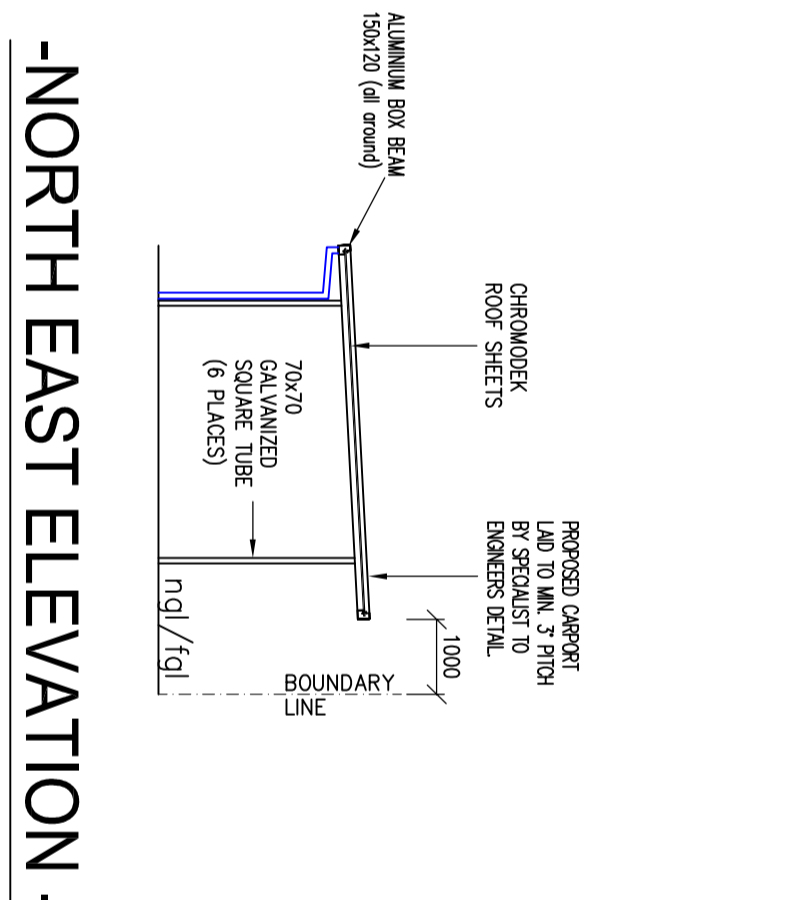 ALUMINIUM BOX BEAM
150x120 (all around)
CHROMODEK
ROOF SHEETS
PROPOSED CARPORT
LAID TO MIN. 3° PITCH
BY SPECIALIST TO
ENGINEERS DETAIL
70x70
GALVANIZED
SQUARE TUBE
(6 PLACES)
1000
BOUNDARY
LINE
ngl/fgl
-NORTH EAST ELEVATION -